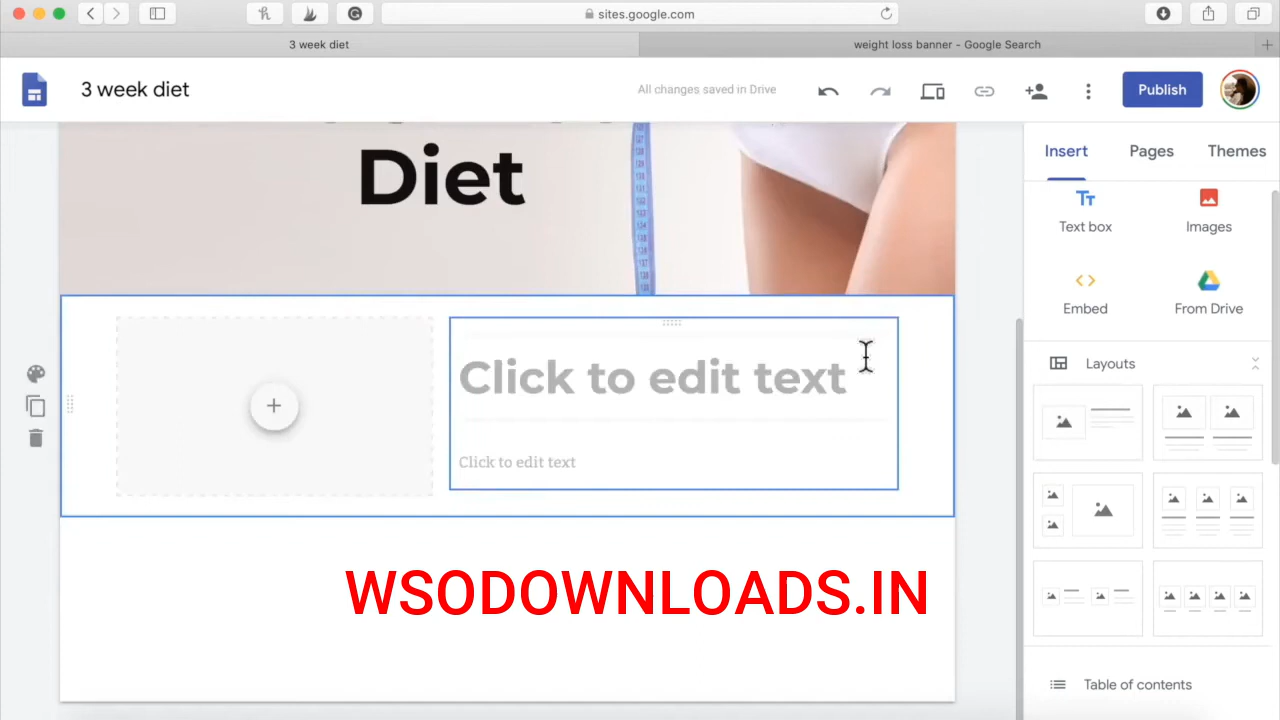 sites.google.com
3 week diet
weight loss banner - Google Search
3 week diet
All changes saved in Drive
Publish
Insert
Pages
Themes
Diet
Text box
Images
Embed
From Drive
Layouts
Click to edit text
Click to edit text
WSODOWNLOADS.IN
Table of contents